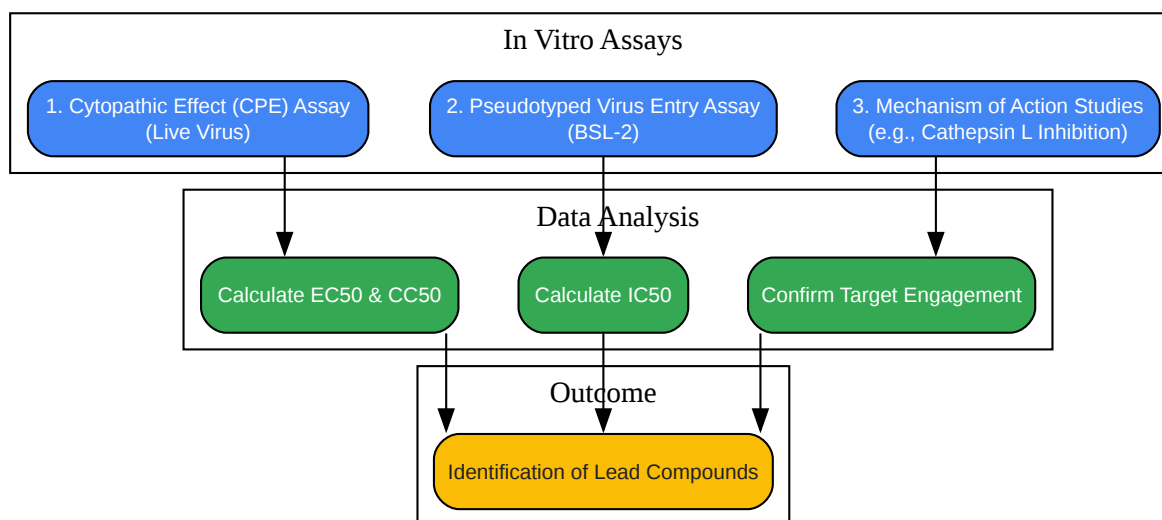 In Vitro Assays
1. Cytopathic Effect (CPE) Assay
(Live Virus)
2. Pseudotyped Virus Entry Assay
(BSL-2)
3. Mechanism of Action Studies
(e.g., Cathepsin L Inhibition)
Data Analysis
Calculate EC50 & CC50
Calculate IC50
Confirm Target Engagement
Outcome
Identification of Lead Compounds